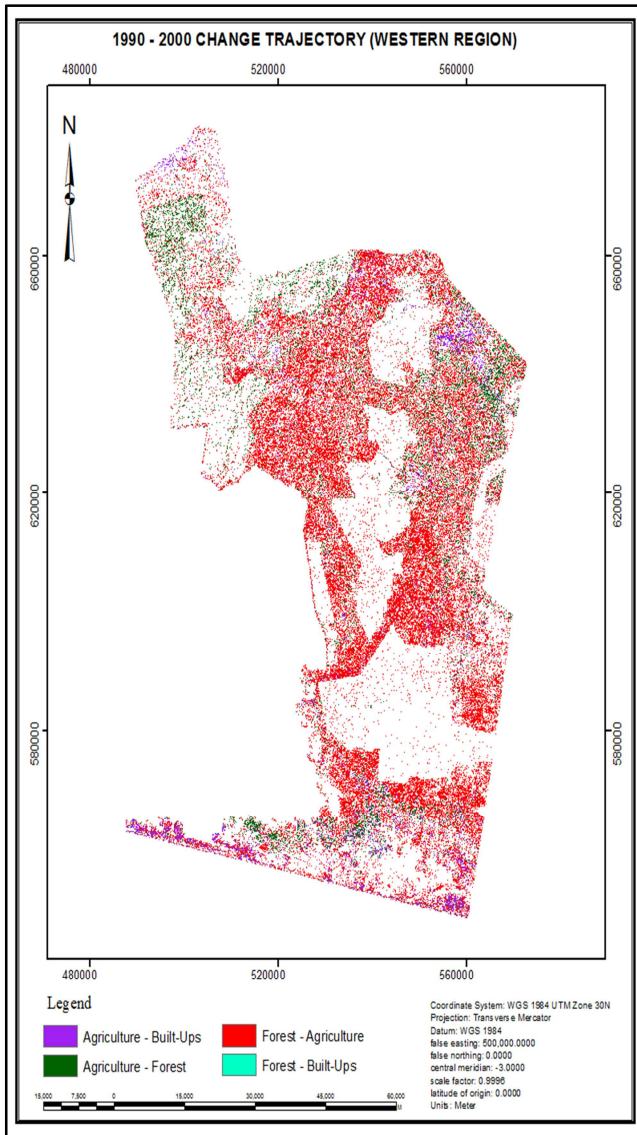 1990 - 2000 CHANGE TRAJECTORY (WESTERN REGION)
480000 520000 560000
N
660000 660000
620000 620000
580000 580000
480000 520000 560000
Legend
Agriculture - Built-Ups Forest - Agriculture
Agriculture - Forest Forest - Built-Ups
Coordinate System: WGS 1984 UTM Zone 30N
Projection: Transverse Mercator
Datum: WGS 1984
false easting: 500,000.0000
false northing: 0.0000
central meridian: -3.0000
scale factor: 0.9996
latitude of origin: 0.0000
Units: Meter
15,000 7,500 0 15,000 30,000 45,000 60,000
M